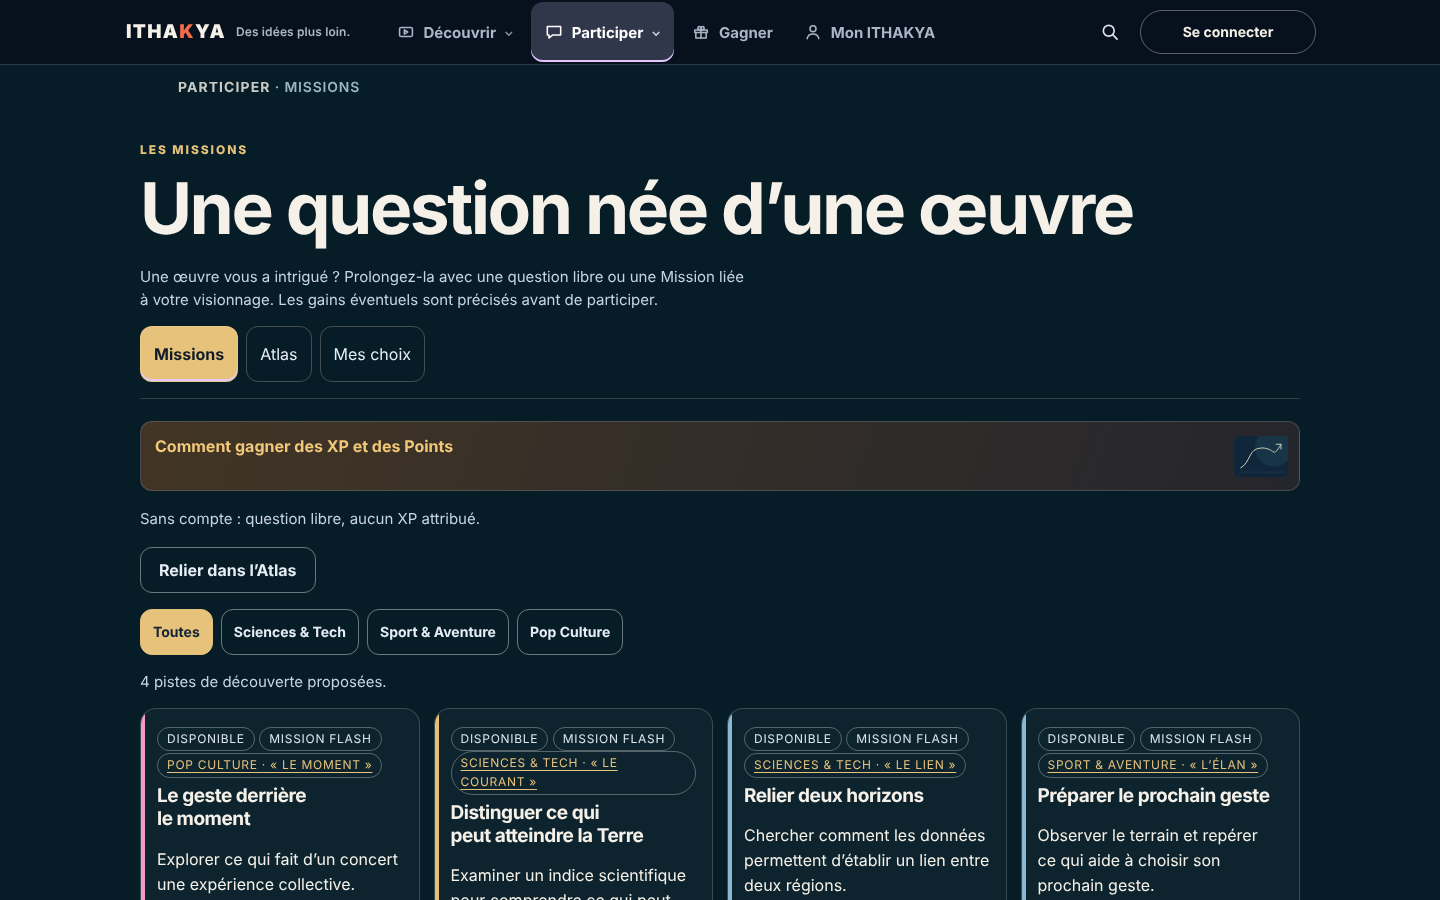 ITHAKYA Des idées plus loin. Découvrir Participer Gagner Mon ITHAKYA Se connecter
PARTICIPER · MISSIONS
LES MISSIONS
Une question née d’une œuvre
Une œuvre vous a intrigué ? Prolongez-la avec une question libre ou une Mission liée
à votre visionnage. Les gains éventuels sont précisés avant de participer.
Missions Atlas Mes choix
Comment gagner des XP et des Points
Sans compte : question libre, aucun XP attribué.
Relier dans l’Atlas
Toutes Sciences & Tech Sport & Aventure Pop Culture
4 pistes de découverte proposées.
DISPONIBLE MISSION FLASH
POP CULTURE · « LE MOMENT »
Le geste derrière
le moment
Explorer ce qui fait d’un concert
une expérience collective.
DISPONIBLE MISSION FLASH
SCIENCES & TECH · « LE
COURANT »
Distinguer ce qui
peut atteindre la Terre
Examiner un indice scientifique
pour comprendre ce qui peut
DISPONIBLE MISSION FLASH
SCIENCES & TECH · « LE LIEN »
Relier deux horizons
Chercher comment les données
permettent d’établir un lien entre
deux régions.
DISPONIBLE MISSION FLASH
SPORT & AVENTURE · « L’ÉLAN »
Préparer le prochain geste
Observer le terrain et repérer
ce qui aide à choisir son
prochain geste.